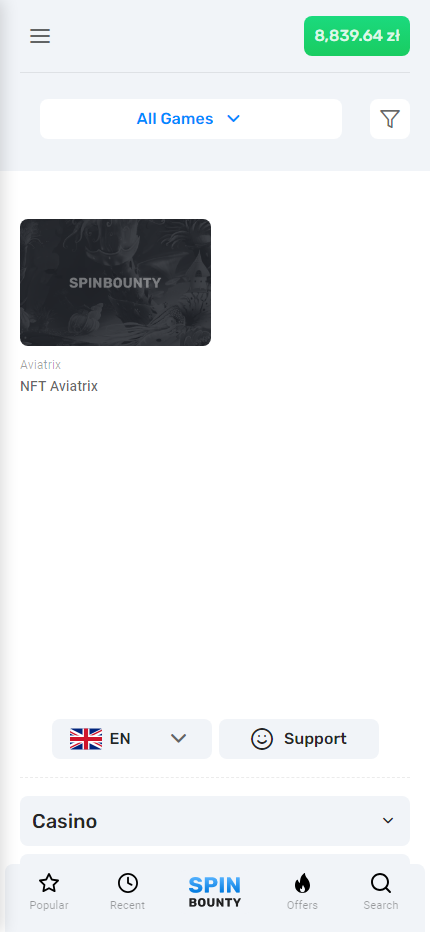 8,839.64 zł
All Games
SPINBOUNTY
Aviatrix
NFT Aviatrix
EN
Support
Casino
Popular
Recent
SPIN
BOUNTY
Offers
Search